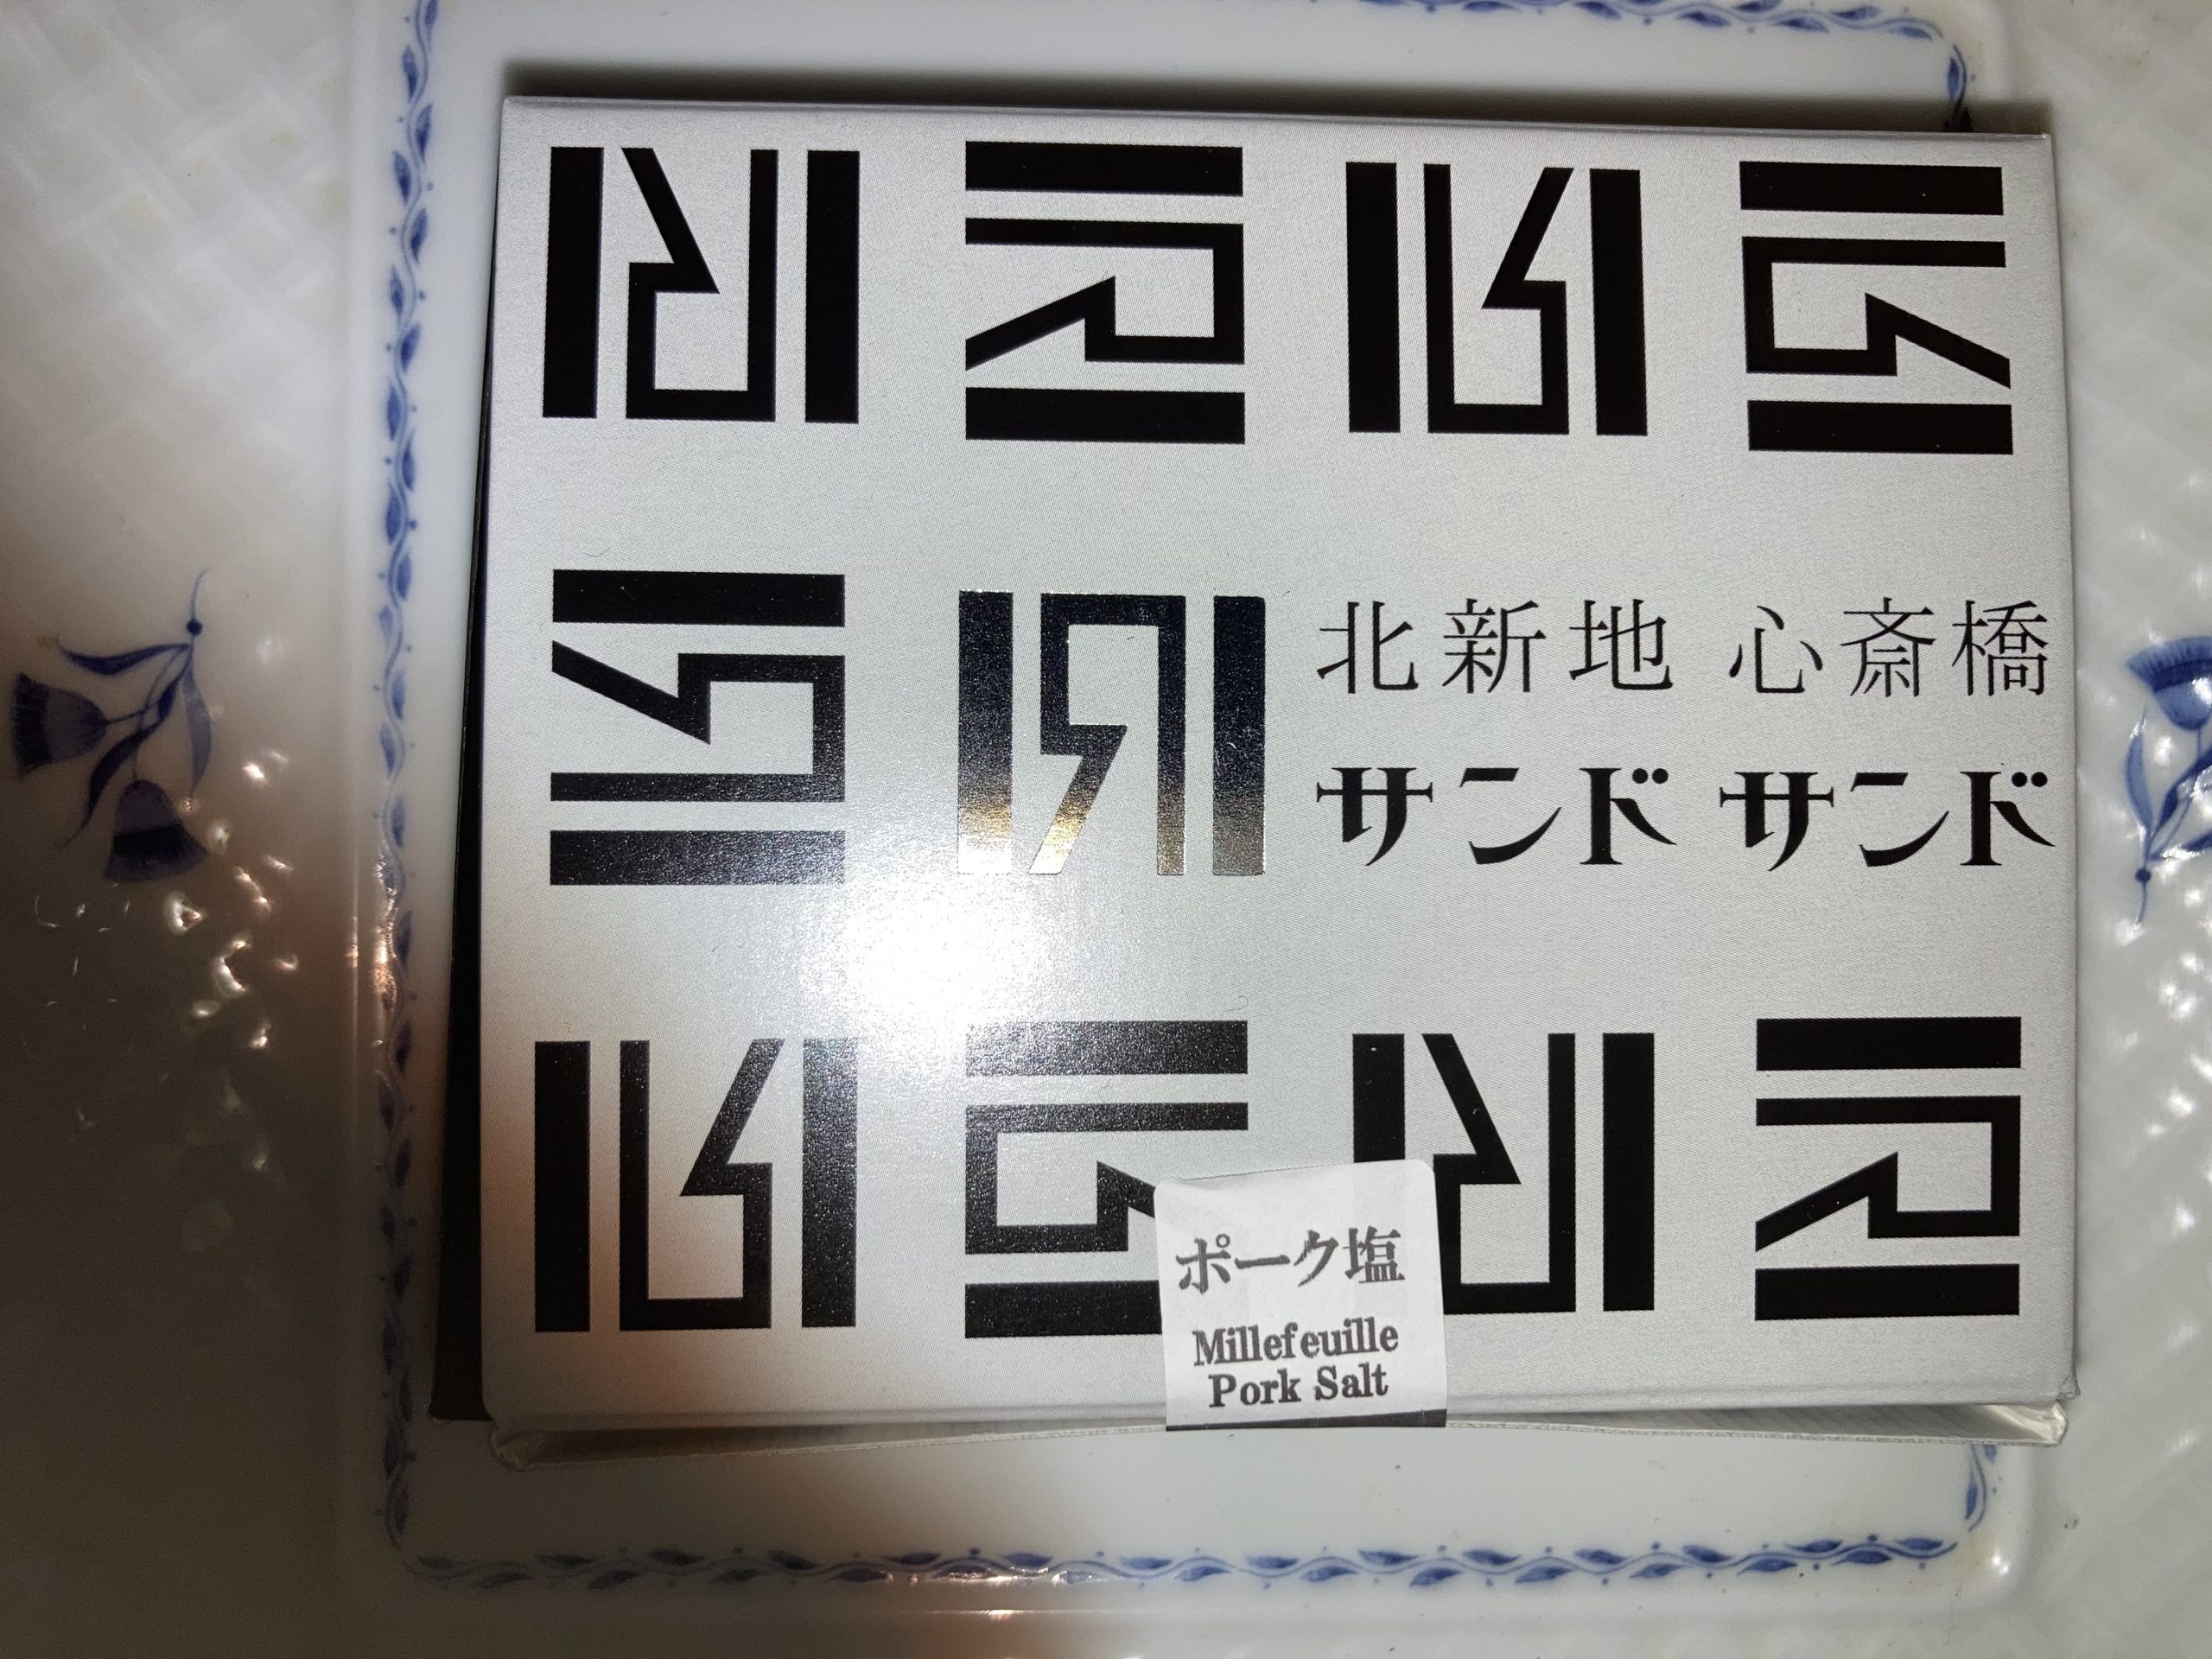 北新地 心斎橋
サンド サンド
ポーク塩
Millefeuille
Pork Salt